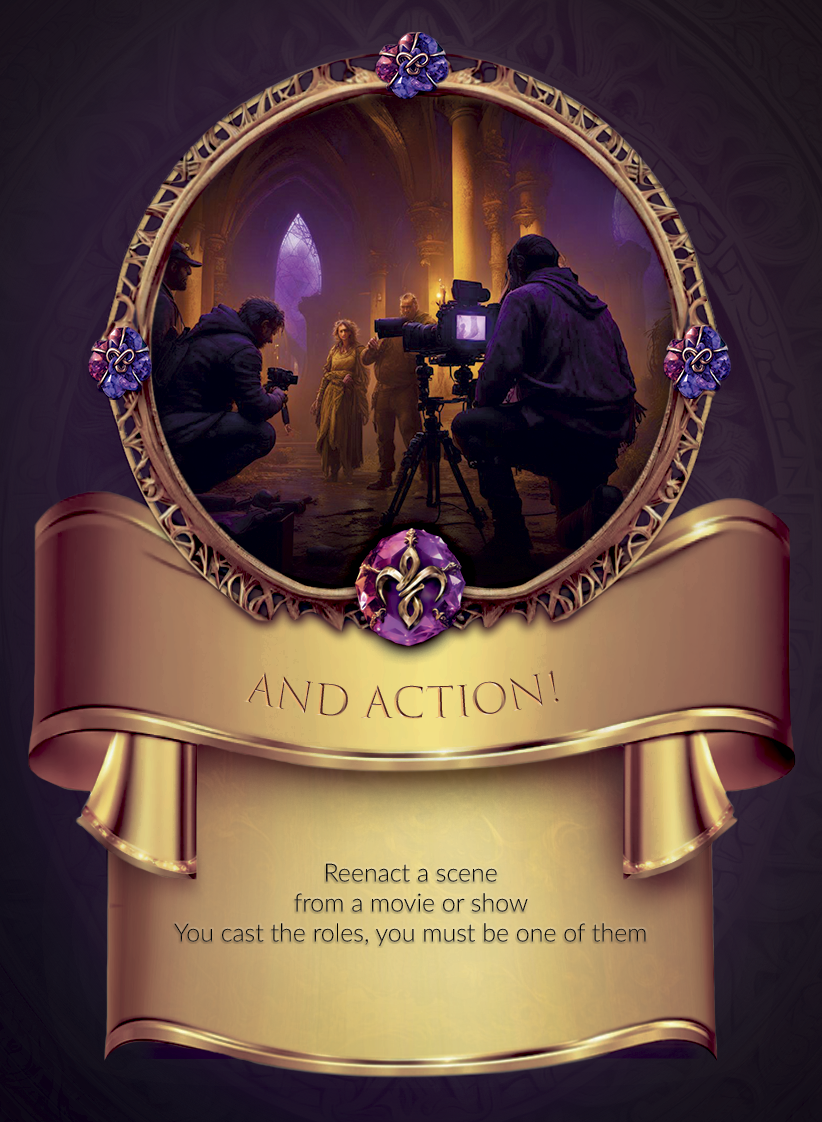 AND ACTION!
Reenact a scene
from a movie or show
You cast the roles, you must be one of them